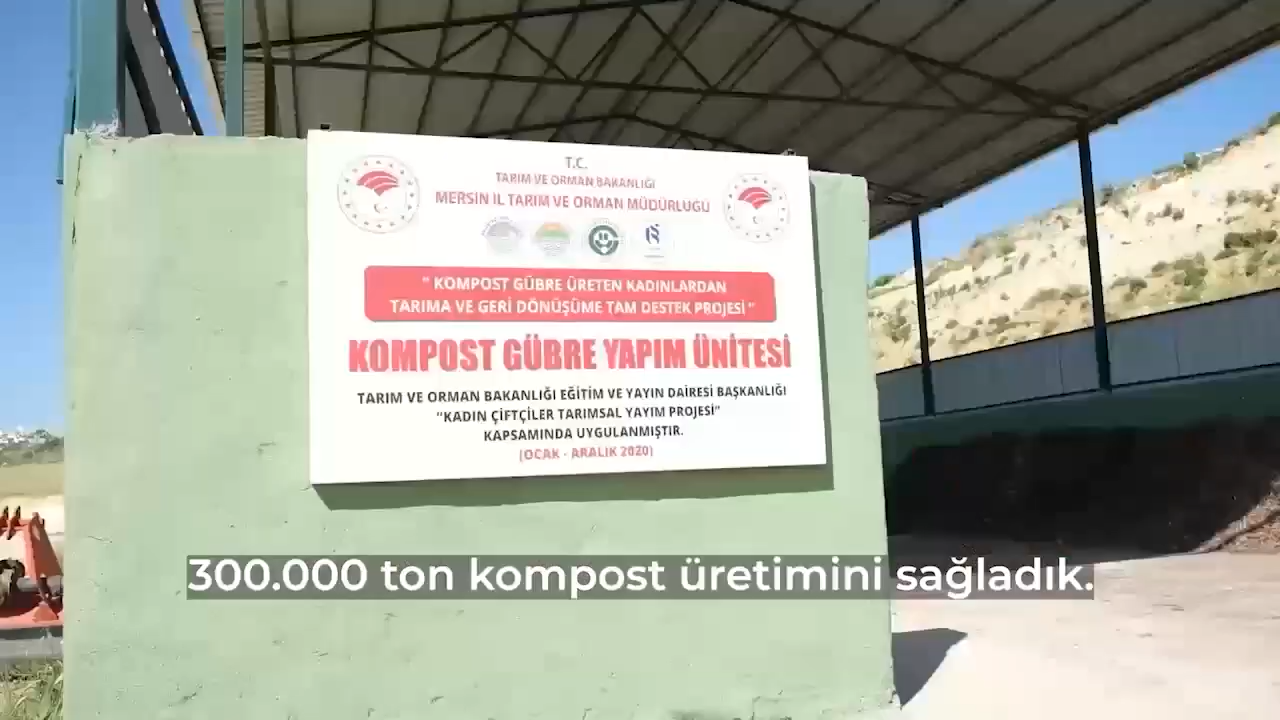 T.C.
TARIM VE ORMAN BAKANLIĞI
MERSİN İL TARIM VE ORMAN MÜDÜRLÜĞÜ
" KOMPOST GÜBRE ÜRETEN KADINLARDAN
TARIMA VE GERİ DÖNÜŞÜME TAM DESTEK PROJESİ "
KOMPOST GÜBRE YAPIM ÜNİTESİ
TARIM VE ORMAN BAKANLIĞI EĞİTİM VE YAYIN DAİRESİ BAŞKANLIĞI
"KADIN ÇİFTÇİLER TARIMSAL YAYIM PROJESİ"
KAPSAMINDA UYGULANMIŞTIR.
(OCAK - ARALIK 2020)
300.000 ton kompost üretimini sağladık.